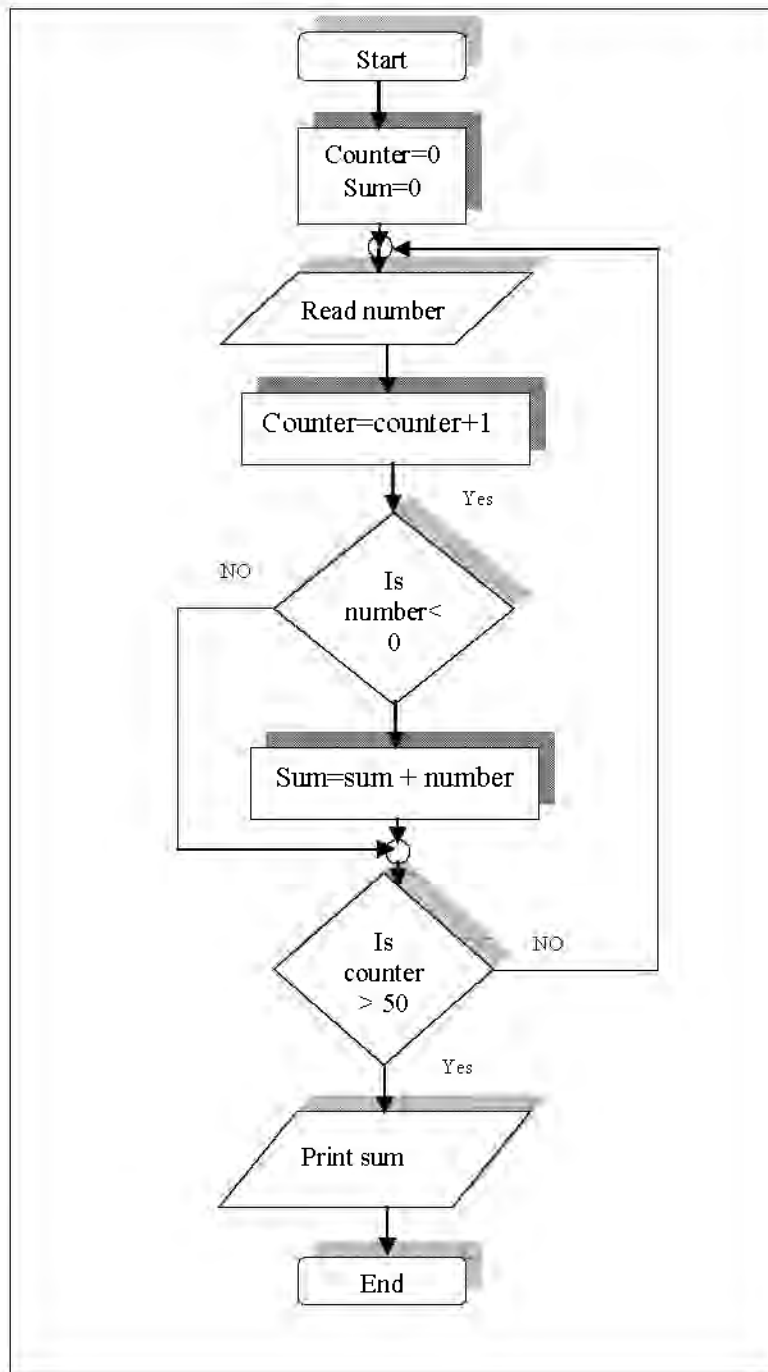 Start
Counter=0
Sum=0
Read number
Counter=counter+1
Yes
NO
Is
number<
0
Sum=sum + number
Is
counter
> 50
NO
Yes
Print sum
End